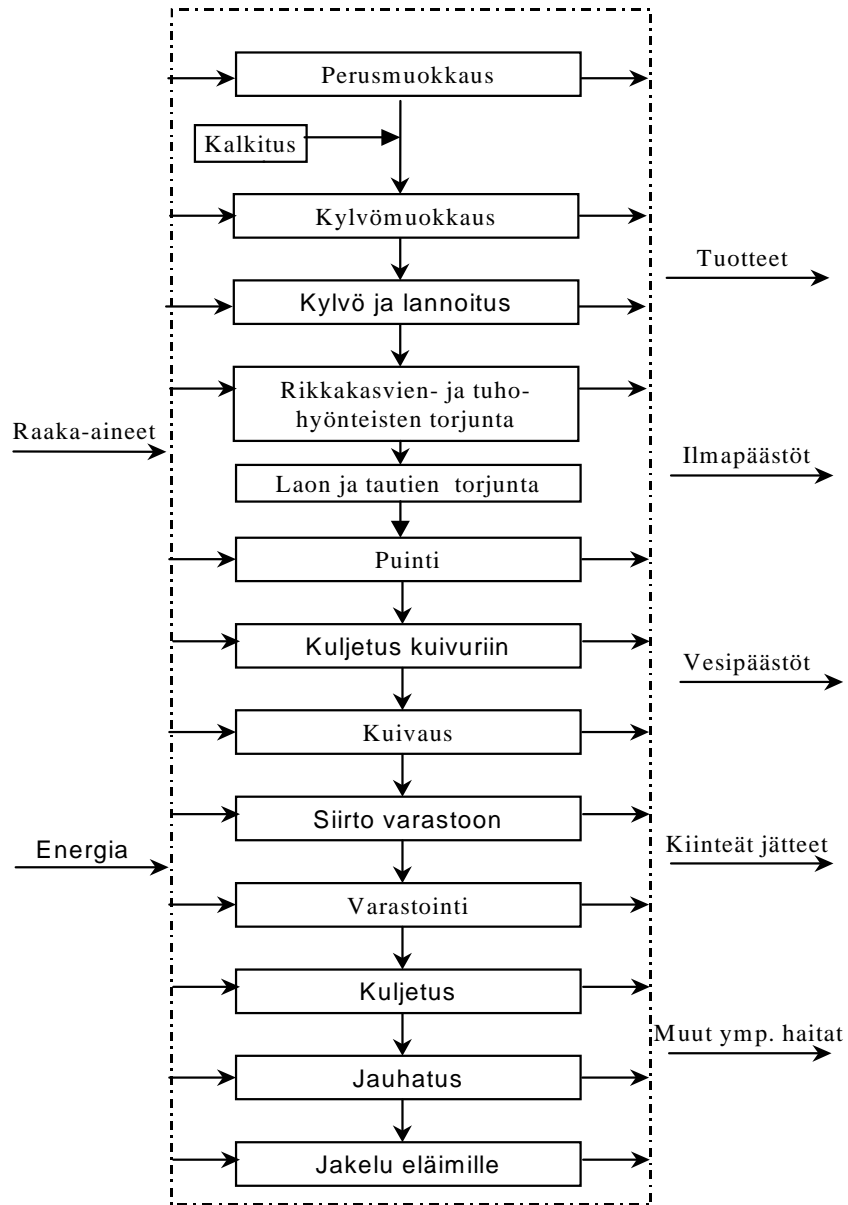 Perusmuokkaus
Kalkitus
Kylvömuokkaus
Tuotteet
Kylvö ja lannoitus
Rikkakasvien- ja tuho-
hyönteisten torjunta
Raaka-aineet
Ilmapäästöt
Laon ja tautien torjunta
Puinti
Kuljetus kuivuriin
Vesipäästöt
Kuivaus
Siirto varastoon
Energia
Kiinteät jätteet
Varastointi
Kuljetus
Muut ymp. haitat
Jauhatus
Jakelu eläimille